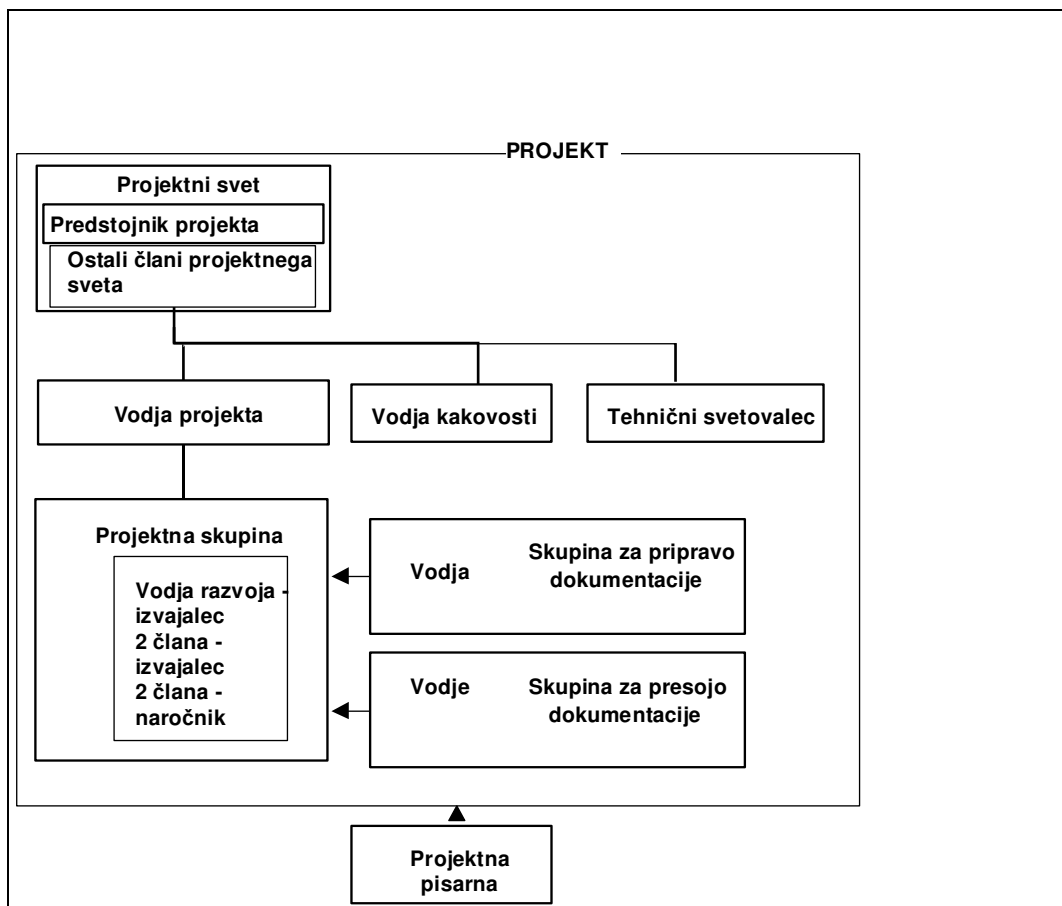 PROJEKT
Projektni svet
Predstojnik projekta
Ostali člani projektnega
sveta
Vodja projekta
Vodja kakovosti
Tehnični svetovalec
Projektna skupina
Vodja razvoja -
izvajalec
2 člana -
izvajalec
2 člana -
naročnik
Vodja
Skupina za pripravo
dokumentacije
Vodje
Skupina za presojo
dokumentacije
Projektna
pisarna